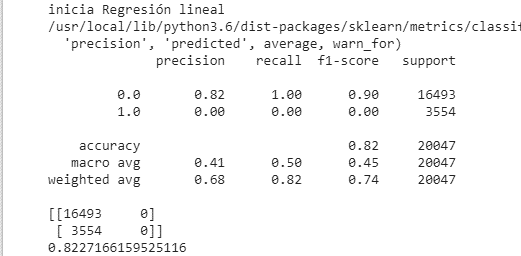 inicia Regresión lineal
/usr/local/lib/python3.6/dist-packages/sklearn/metrics/classif
'precision', 'predicted', average, warn_for)
precision recall f1-score support
0.0 0.82 1.00 0.90 16493
1.0 0.00 0.00 0.00 3554
accuracy 0.82 20047
macro avg 0.41 0.50 0.45 20047
weighted avg 0.68 0.82 0.74 20047
[[16493 0]
[ 3554 0]]
0.8227166159525116